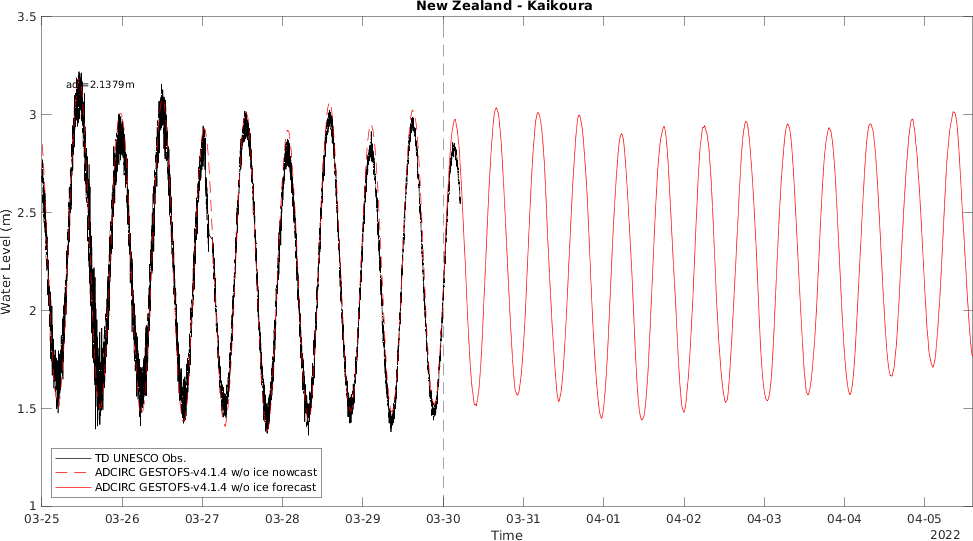 New Zealand - Kaikoura
3.5
3
2.5
2
1.5
1
Water Level (m)
=2.1379m
TD UNESCO Obs.
ADCIRC GESTOFS-v4.1.4 w/o ice nowcast
ADCIRC GESTOFS-v4.1.4 w/o ice forecast
03-25
03-26
03-27
03-28
03-29
03-30
03-31
04-01
04-02
04-03
04-04
04-05
Time
2022